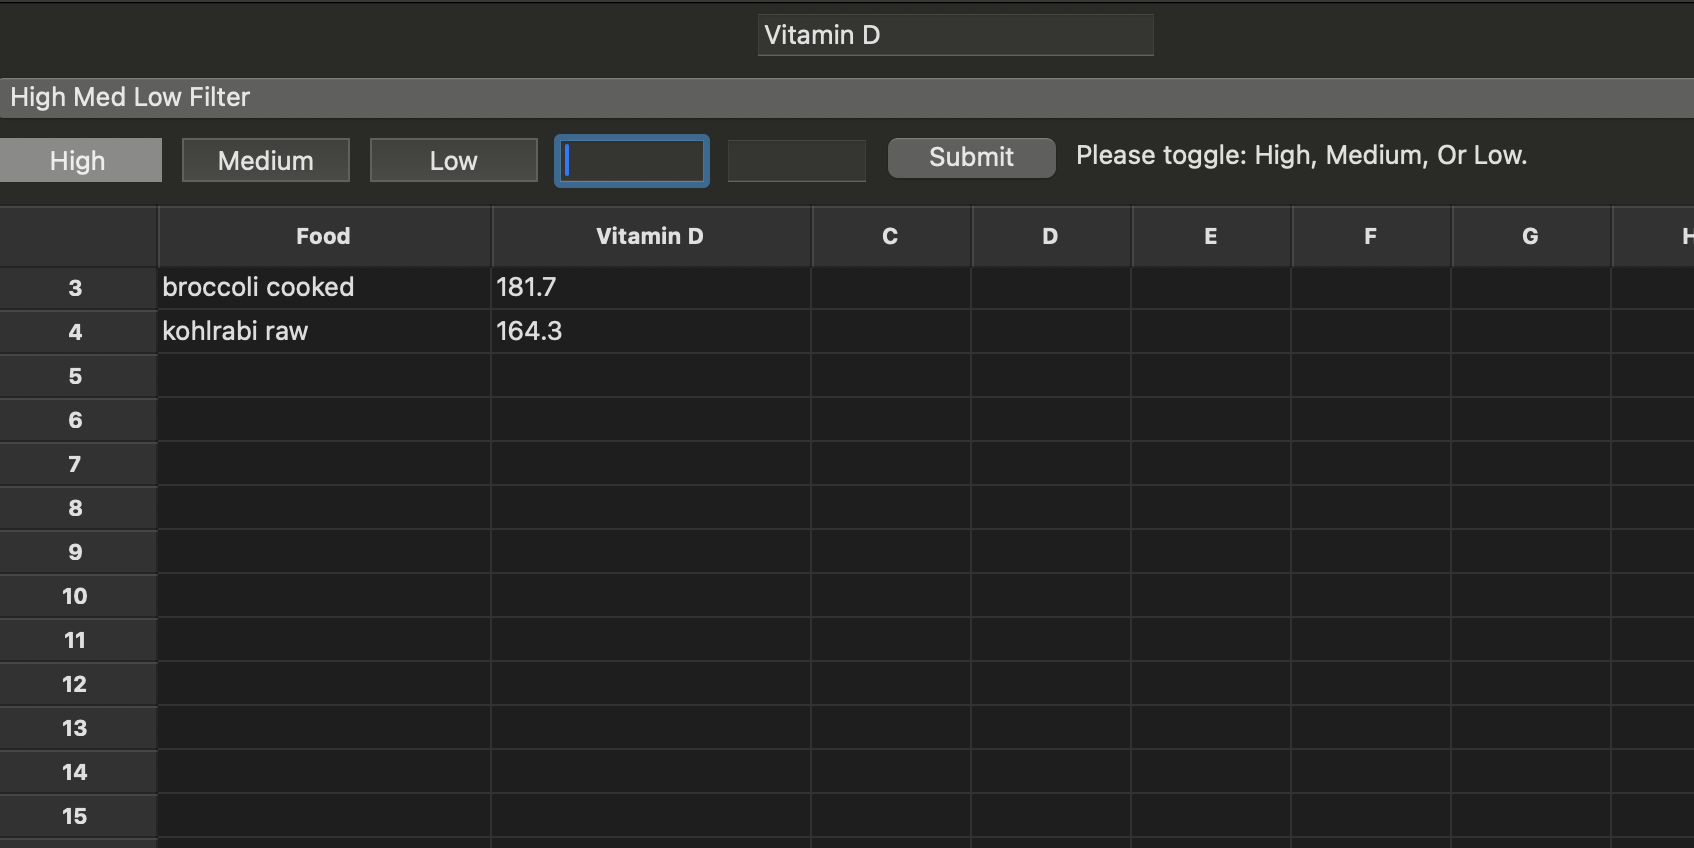 Vitamin D
High Med Low Filter
High Medium Low Submit Please toggle: High, Medium, Or Low.
Food Vitamin D C D E F G H
3 broccoli cooked 181.7
4 kohlrabi raw 164.3
5
6
7
8
9
10
11
12
13
14
15